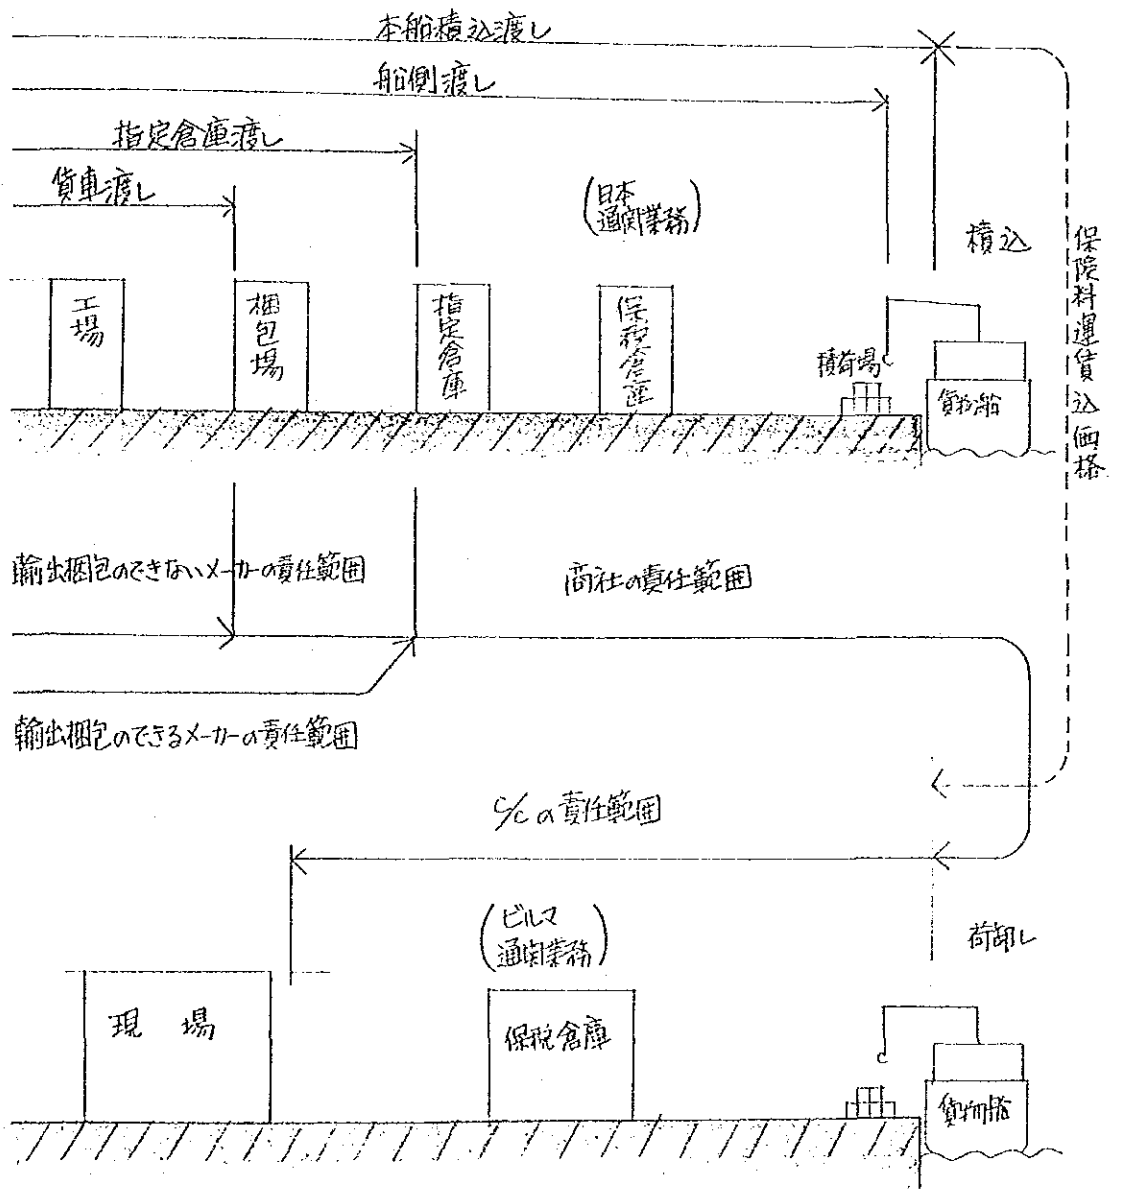 本船積込渡し
船側渡し
指定倉庫渡し
貨車渡し
(日本
通関業務)
積込
保険料運賃込価格
工場
梱包場
指定倉庫
保税倉庫
積荷場
貨物船
輸出梱包のできないメーカーの責任範囲
商社の責任範囲
輸出梱包のできるメーカーの責任範囲
C/Cの責任範囲
(ビルマ
通関業務)
荷卸し
現場
保税倉庫
貨物船